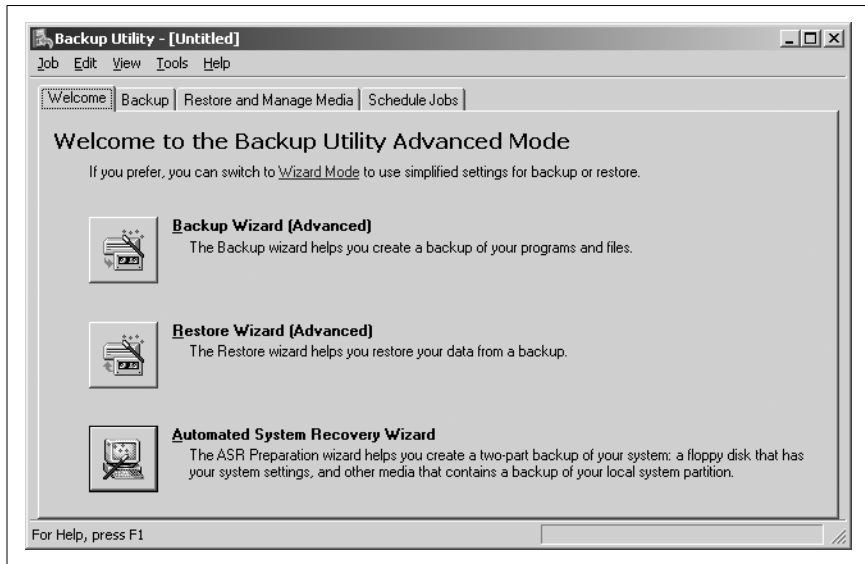 Backup Utility - [Untitled]
Job Edit View Tools Help
Welcome Backup Restore and Manage Media Schedule Jobs
Welcome to the Backup Utility Advanced Mode
If you prefer, you can switch to Wizard Mode to use simplified settings for backup or restore.
Backup Wizard (Advanced)
The Backup wizard helps you create a backup of your programs and files.
Restore Wizard (Advanced)
The Restore wizard helps you restore your data from a backup.
Automated System Recovery Wizard
The ASR Preparation wizard helps you create a two-part backup of your system: a floppy disk that has
your system settings, and other media that contains a backup of your local system partition.
For Help, press F1